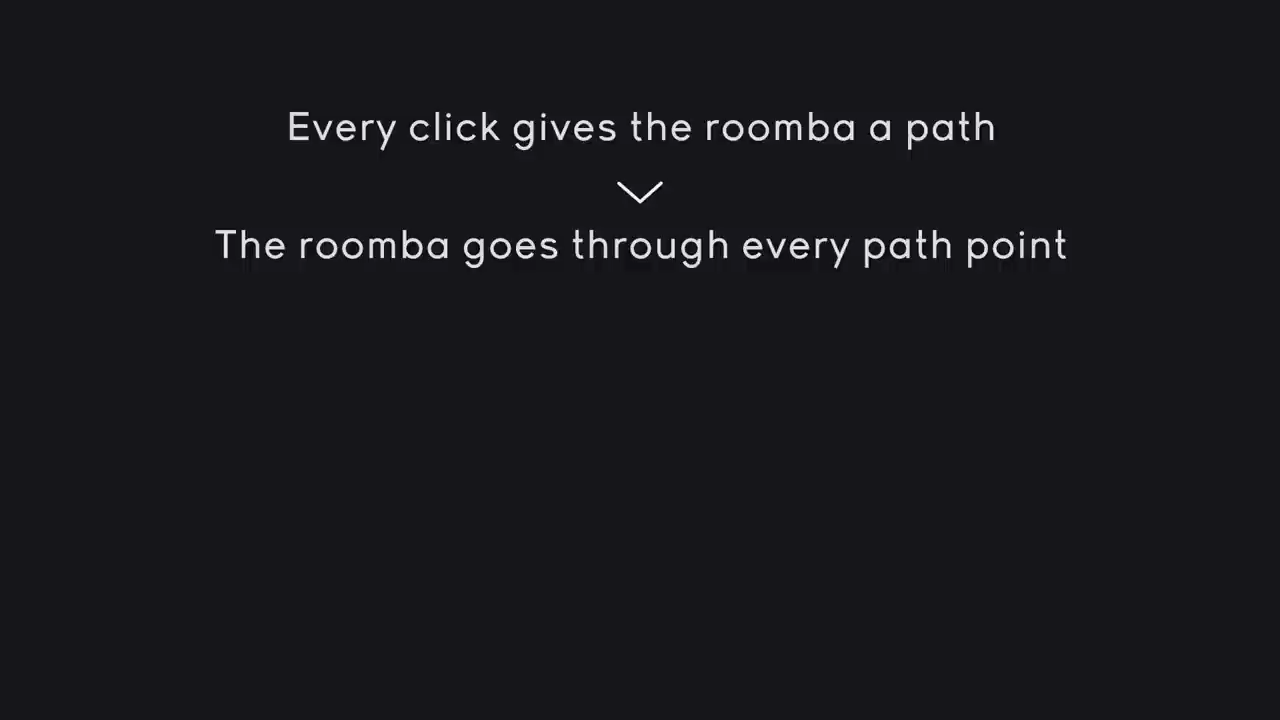 Every click gives the roomba a path
The roomba goes through every path point